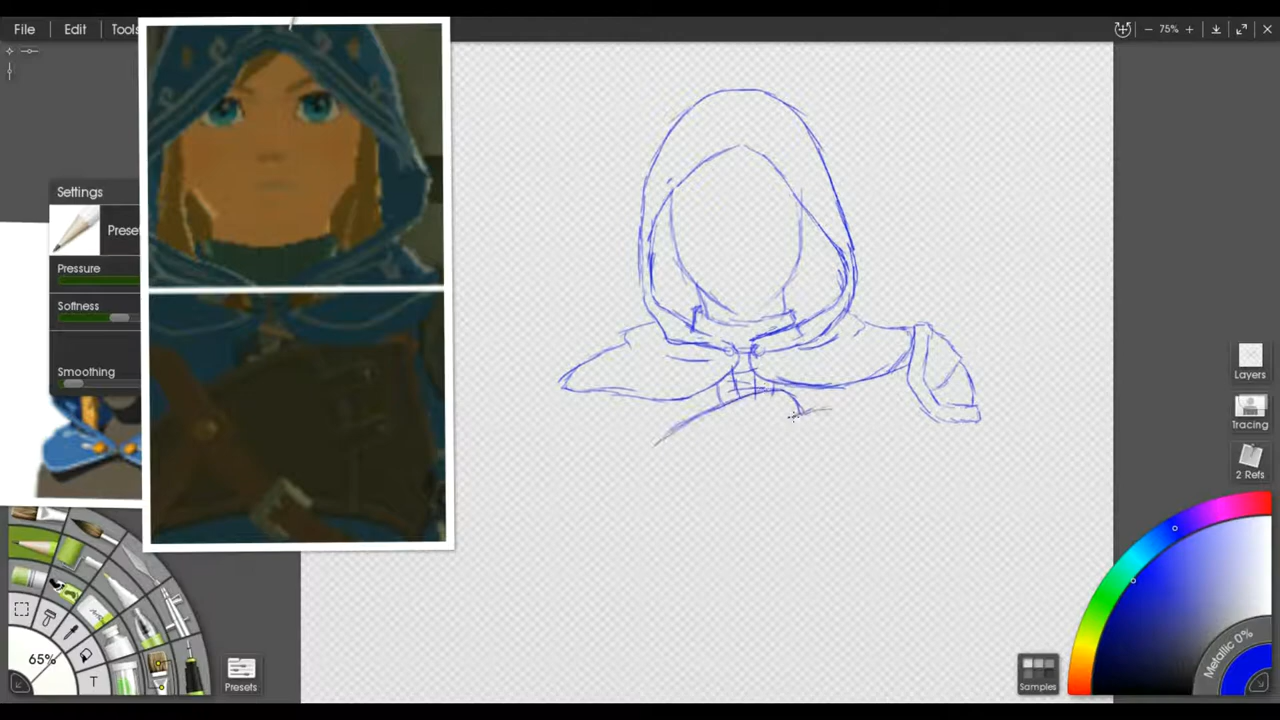 File Edit Tools
75%
Settings
Prese
Pressure
Softness
Smoothing
Layers
Tracing
2 Refs
65%
T
Presets
Samples
Metallic 0%